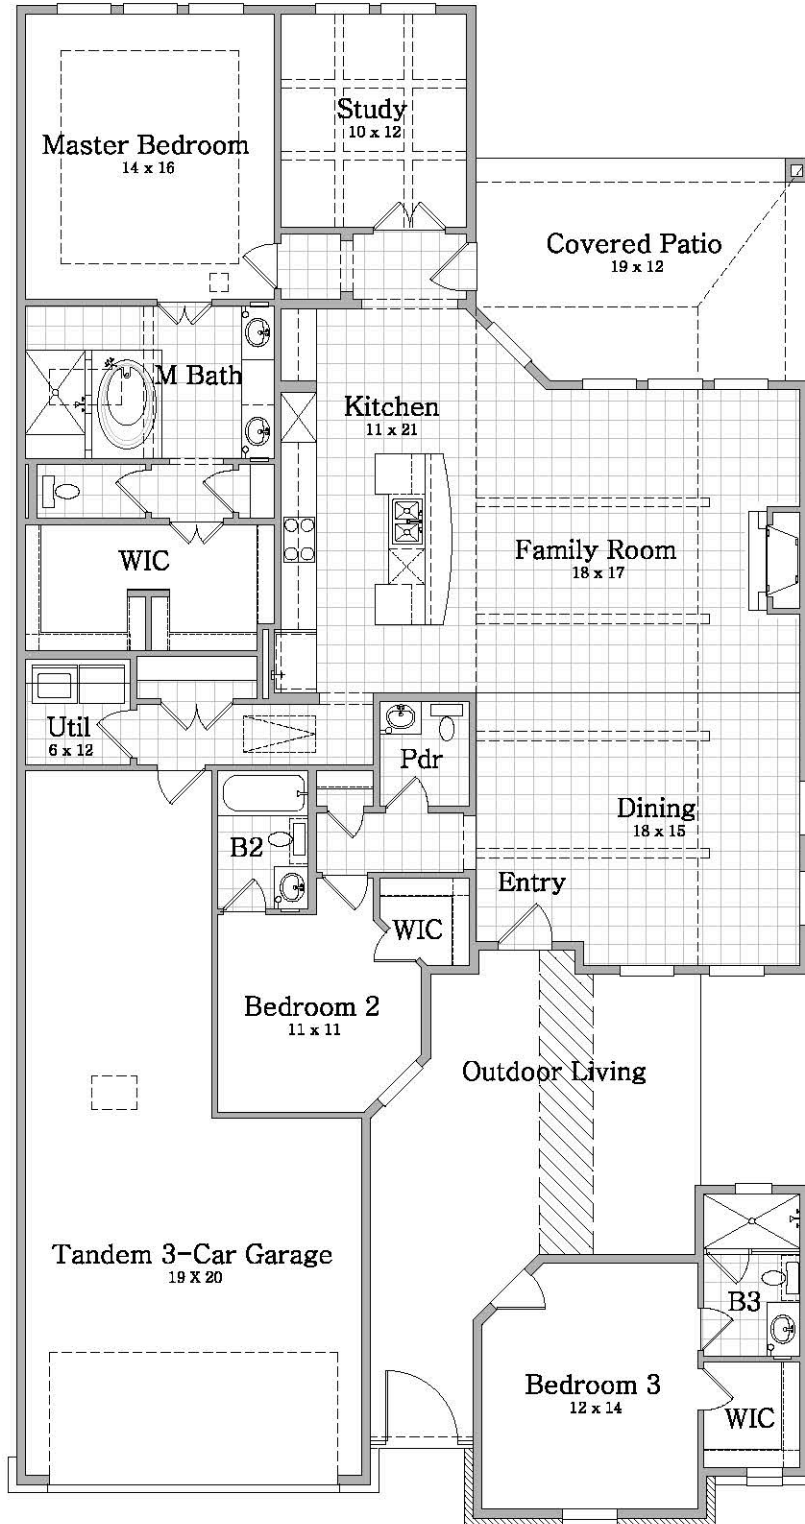 Study
10 x 12
Master Bedroom
14 x 16
Covered Patio
19 x 12
M Bath
Kitchen
11 x 21
WIC
Family Room
18 x 17
Util
6 x 12
Pdr
Dining
18 x 15
B2
Entry
WIC
Bedroom 2
11 x 11
Outdoor Living
Tandem 3-Car Garage
19 X 20
B3
Bedroom 3
12 x 14
WIC